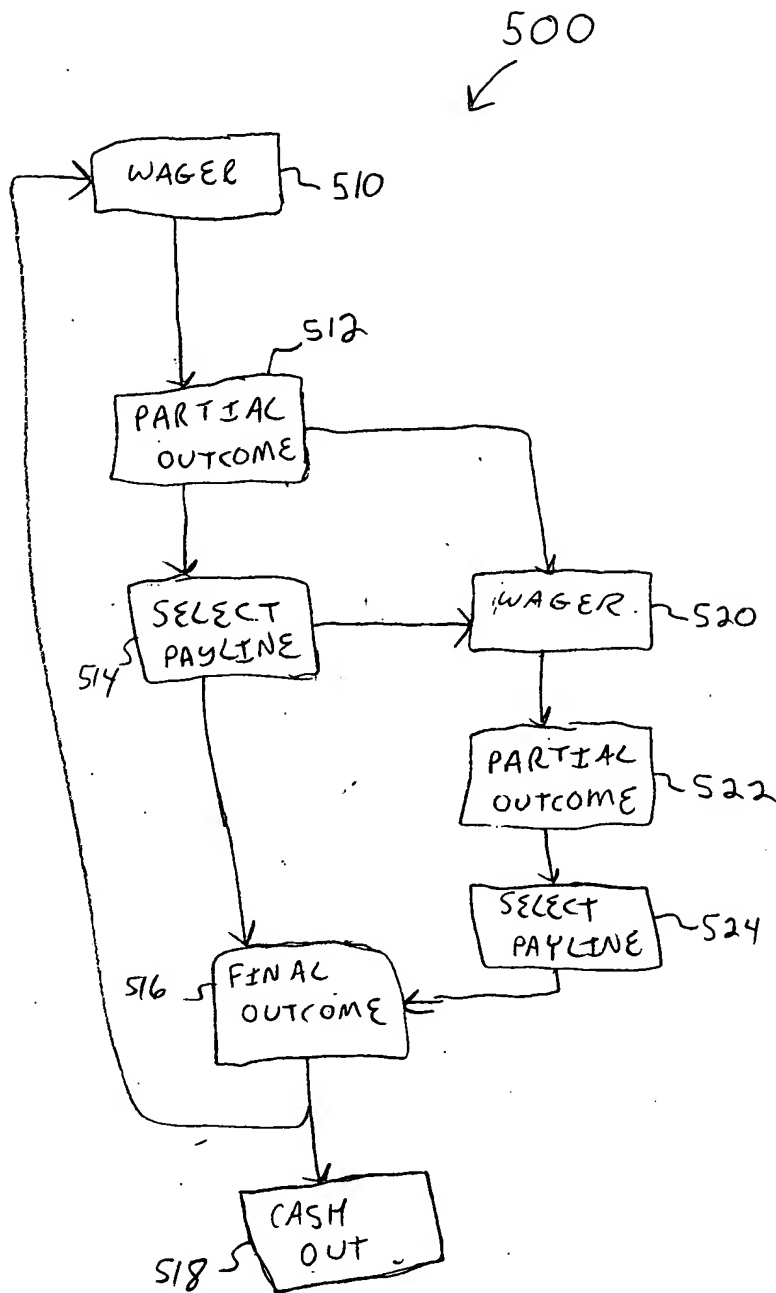 500
WAGER
510
512
PARTIAL
OUTCOME
SELECT
PAYLINE
514
WAGER.
520
PARTIAL
OUTCOME
522
SELECT
PAYLINE
524
516
FINAL
OUTCOME
CASH
OUT
518